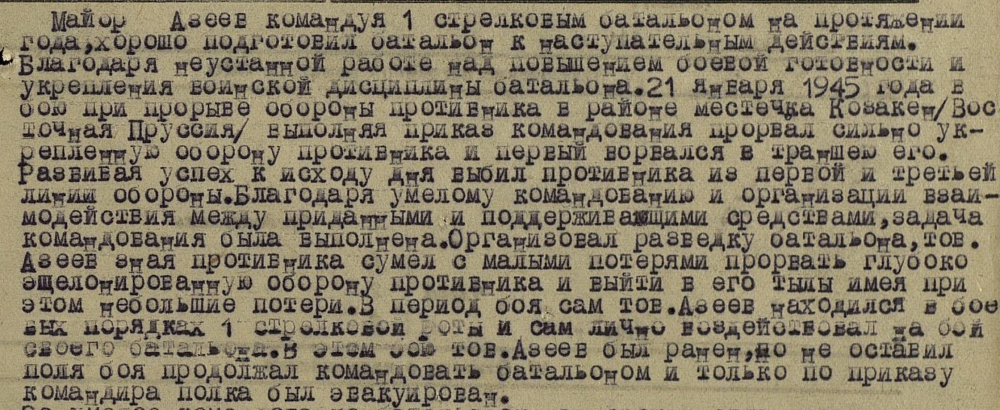 Майор Азеев командуя 1 стрелковым батальоном на протяжении
года,хорошо подготовил батальон к наступательным действиям.
Благодаря неустанной работе над повышением боевой готовности и
укрепления воинской дисциплины батальона.21 января 1945 года в
бою при прорыве обороны противника в районе местечка Козакен/Вос
точная Пруссия/ выполняя приказ командования прорвал сильно ук-
репленную оборону противника и первый ворвался в траншею его.
Развивая успех к исходу дня выбил противника из первой и третьей
линии обороны.Благодаря умелому командованию и организации взаи-
модействия между приданными и поддерживающими средствами,задача
командования была выполнена.Организовал разведку батальона,тов.
Азеев зная противника сумел с малыми потерями прорвать глубоко
эщелонированную оборону противника и выйти в его тылы имея при
этом небольшие потери.В период боя сам тов.Азеев находился в бое
вых порядках 1 стрелковой роты и сам лично воздействовал на бой
своего батальона.В этом бою тов.Азеев был ранен,но не оставил
поля боя продолжал командовать батальоном и только по приказу
командира полка был эвакуирован.